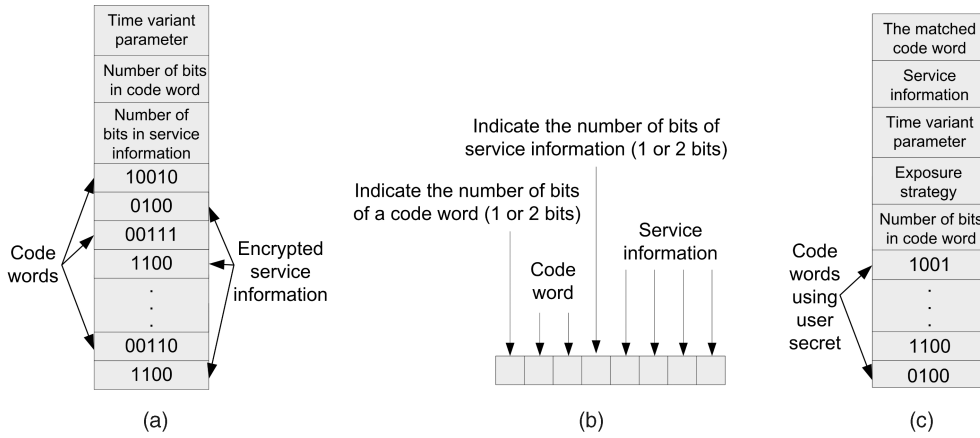 Time variant
parameter
Number of bits
in code word
Number of
bits in service
information
10010
0100
00111
1100
.
.
.
00110
1100
Code
words
Encrypted
service
information
(a)
Indicate the number of bits of
service information (1 or 2 bits)
Indicate the number of bits
of a code word (1 or 2 bits)
Code
word
Service
information
(b)
The matched
code word
Service
information
Time variant
parameter
Exposure
strategy
Number of bits
in code word
1001
.
.
.
1100
0100
Code
words
using
user
secret
(c)